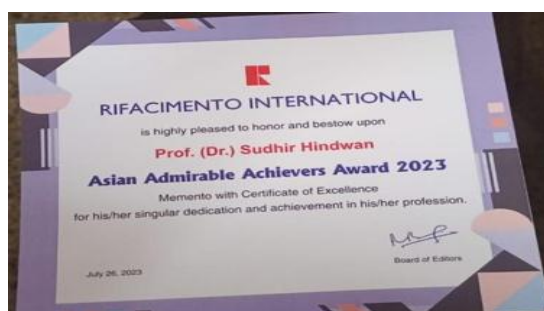 RIFACIMENTO INTERNATIONAL
is highly pleased to honor and bestow upon
Prof. (Dr.) Sudhir Hindwan
Asian Admirable Achievers Award 2023
Memento with Certificate of Excellence
for his/her singular dedication and achievement in his/her profession.
July 26, 2023
Board of Editors